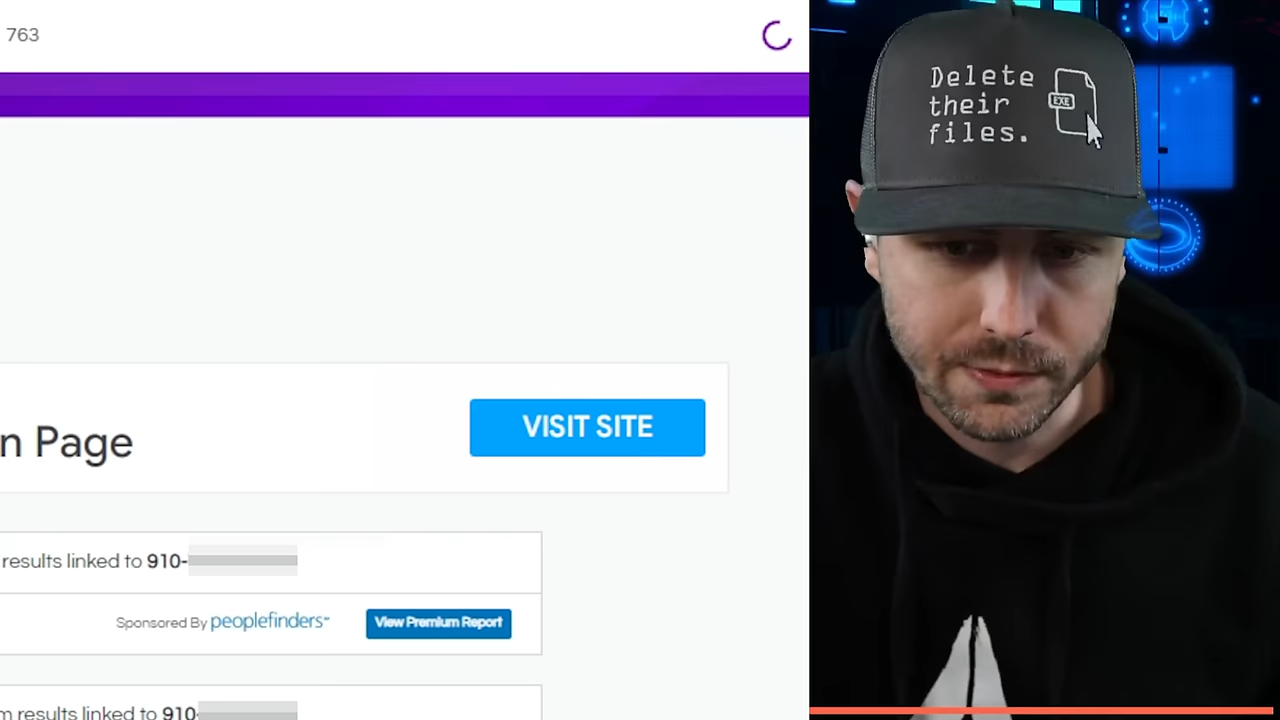 763
n Page
VISIT SITE
results linked to 910-
Sponsored By peoplefinders
View Premium Report
m results linked to 910-
Delete
their
files.
EXE